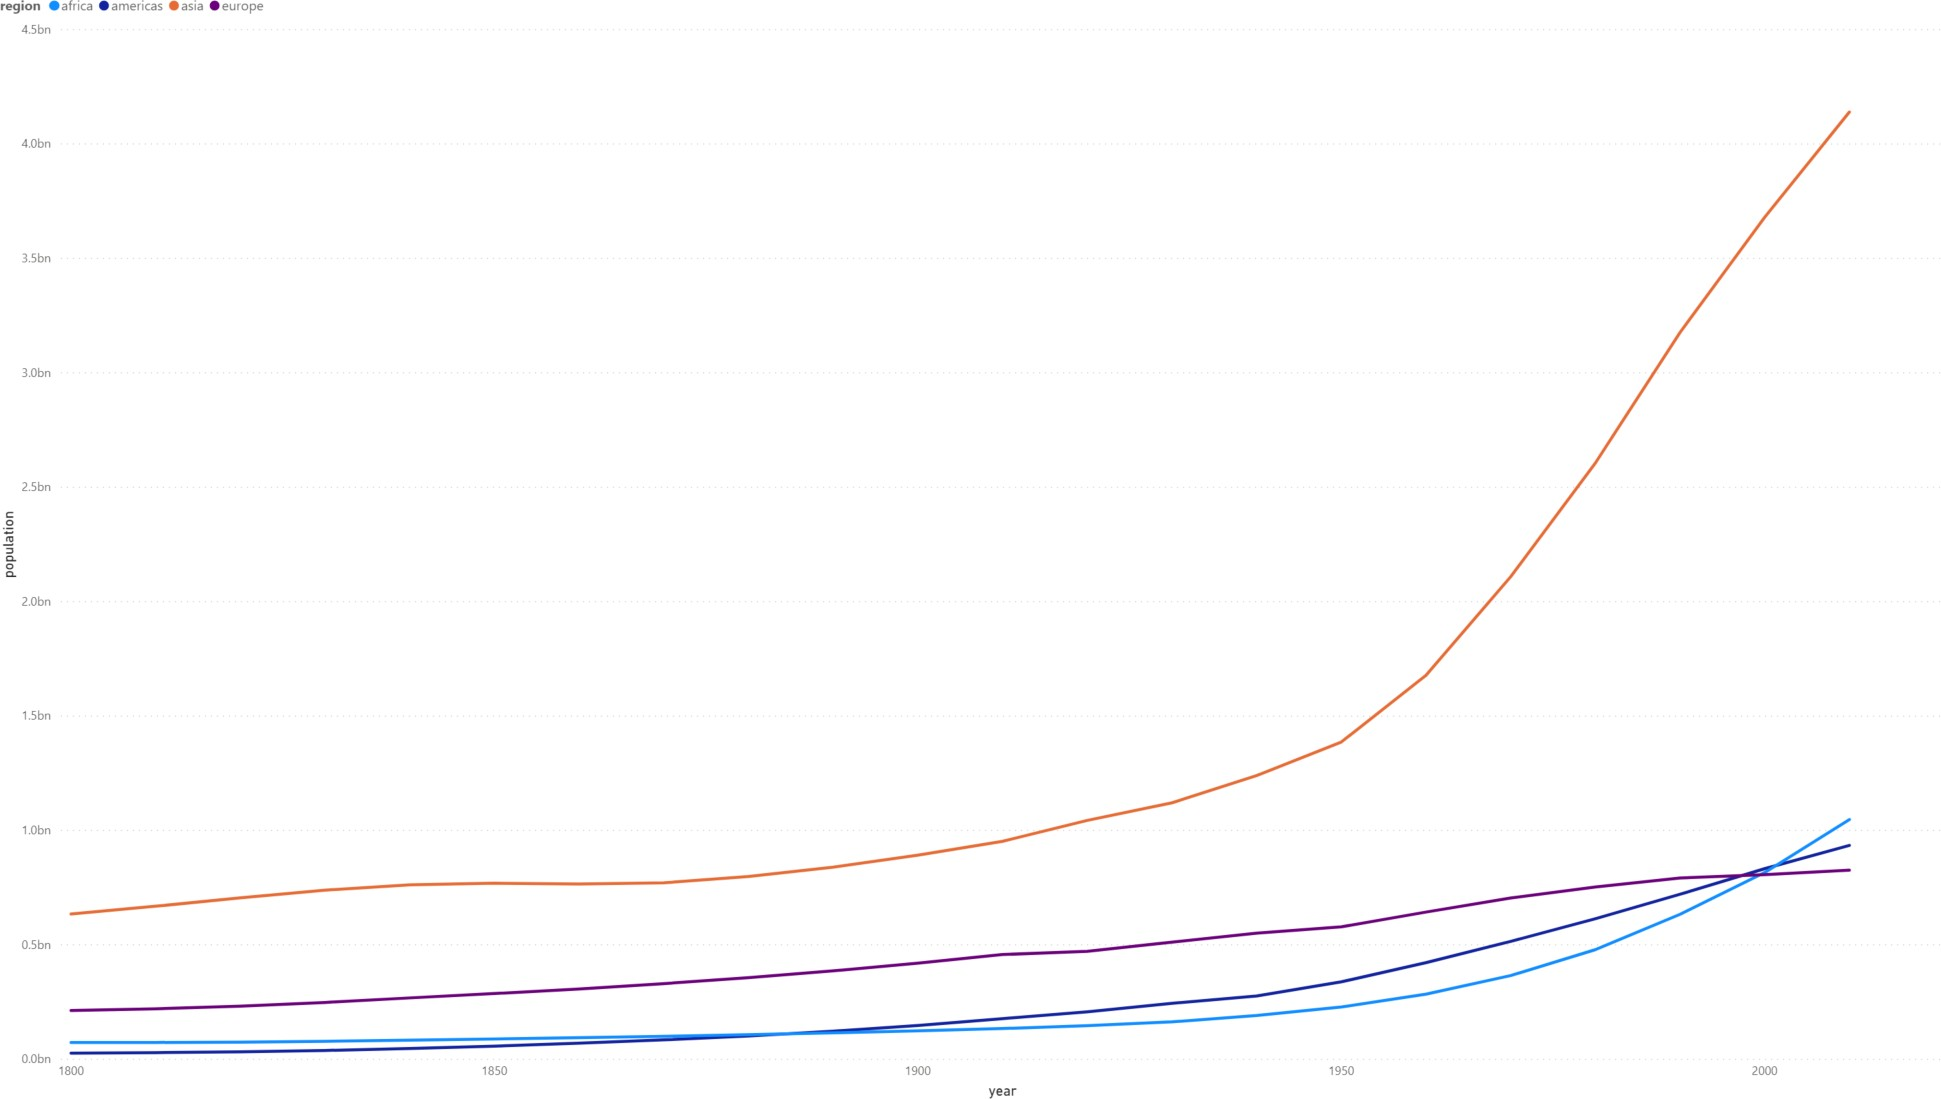 region africa americas asia europe
4.5bn
4.0bn
3.5bn
3.0bn
2.5bn
2.0bn
1.5bn
1.0bn
0.5bn
0.0bn
population
1800 1850 1900 1950 2000
year